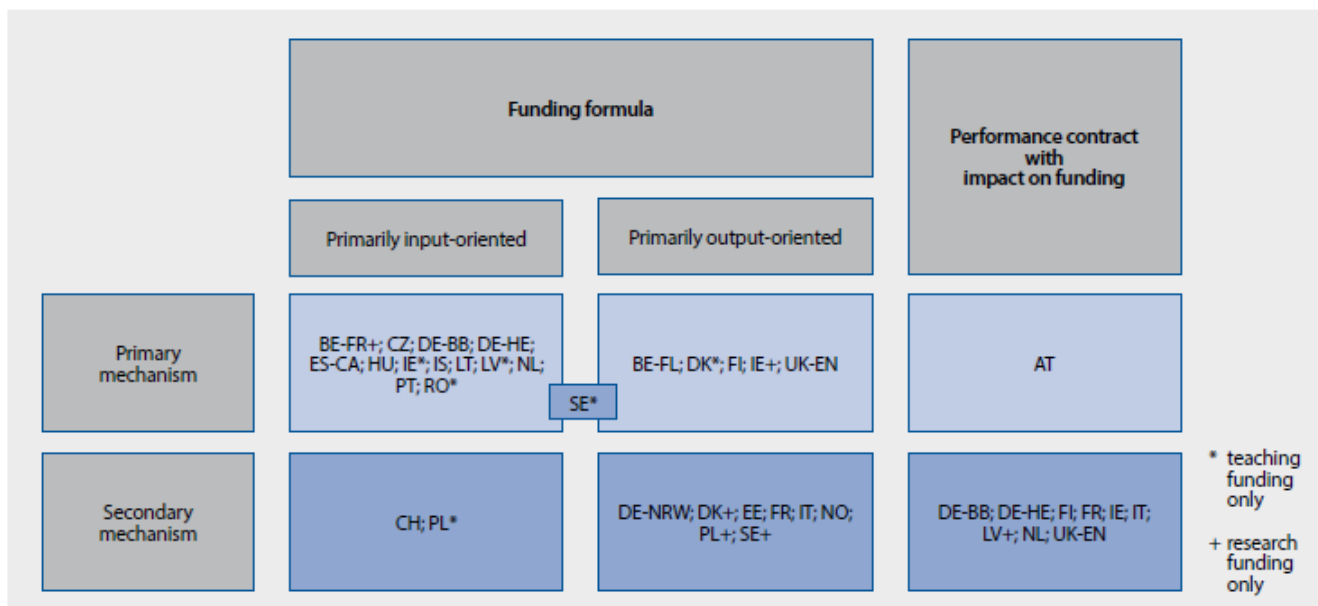 Funding formula
Performance contract
with
impact on funding
Primarily input-oriented
Primarily output-oriented
Primary
mechanism
BE-FR+; CZ; DE-BB; DE-HE;
ES-CA; HU; IE*; IS; LT; LV*; NL;
PT; RO*
SE*
BE-FL; DK*; FI; IE+; UK-EN
AT
Secondary
mechanism
CH; PL*
DE-NRW; DK+; EE; FR; IT; NO;
PL+; SE+
DE-BB; DE-HE; FI; FR; IE; IT;
LV+; NL; UK-EN
* teaching
funding
only
+ research
funding
only